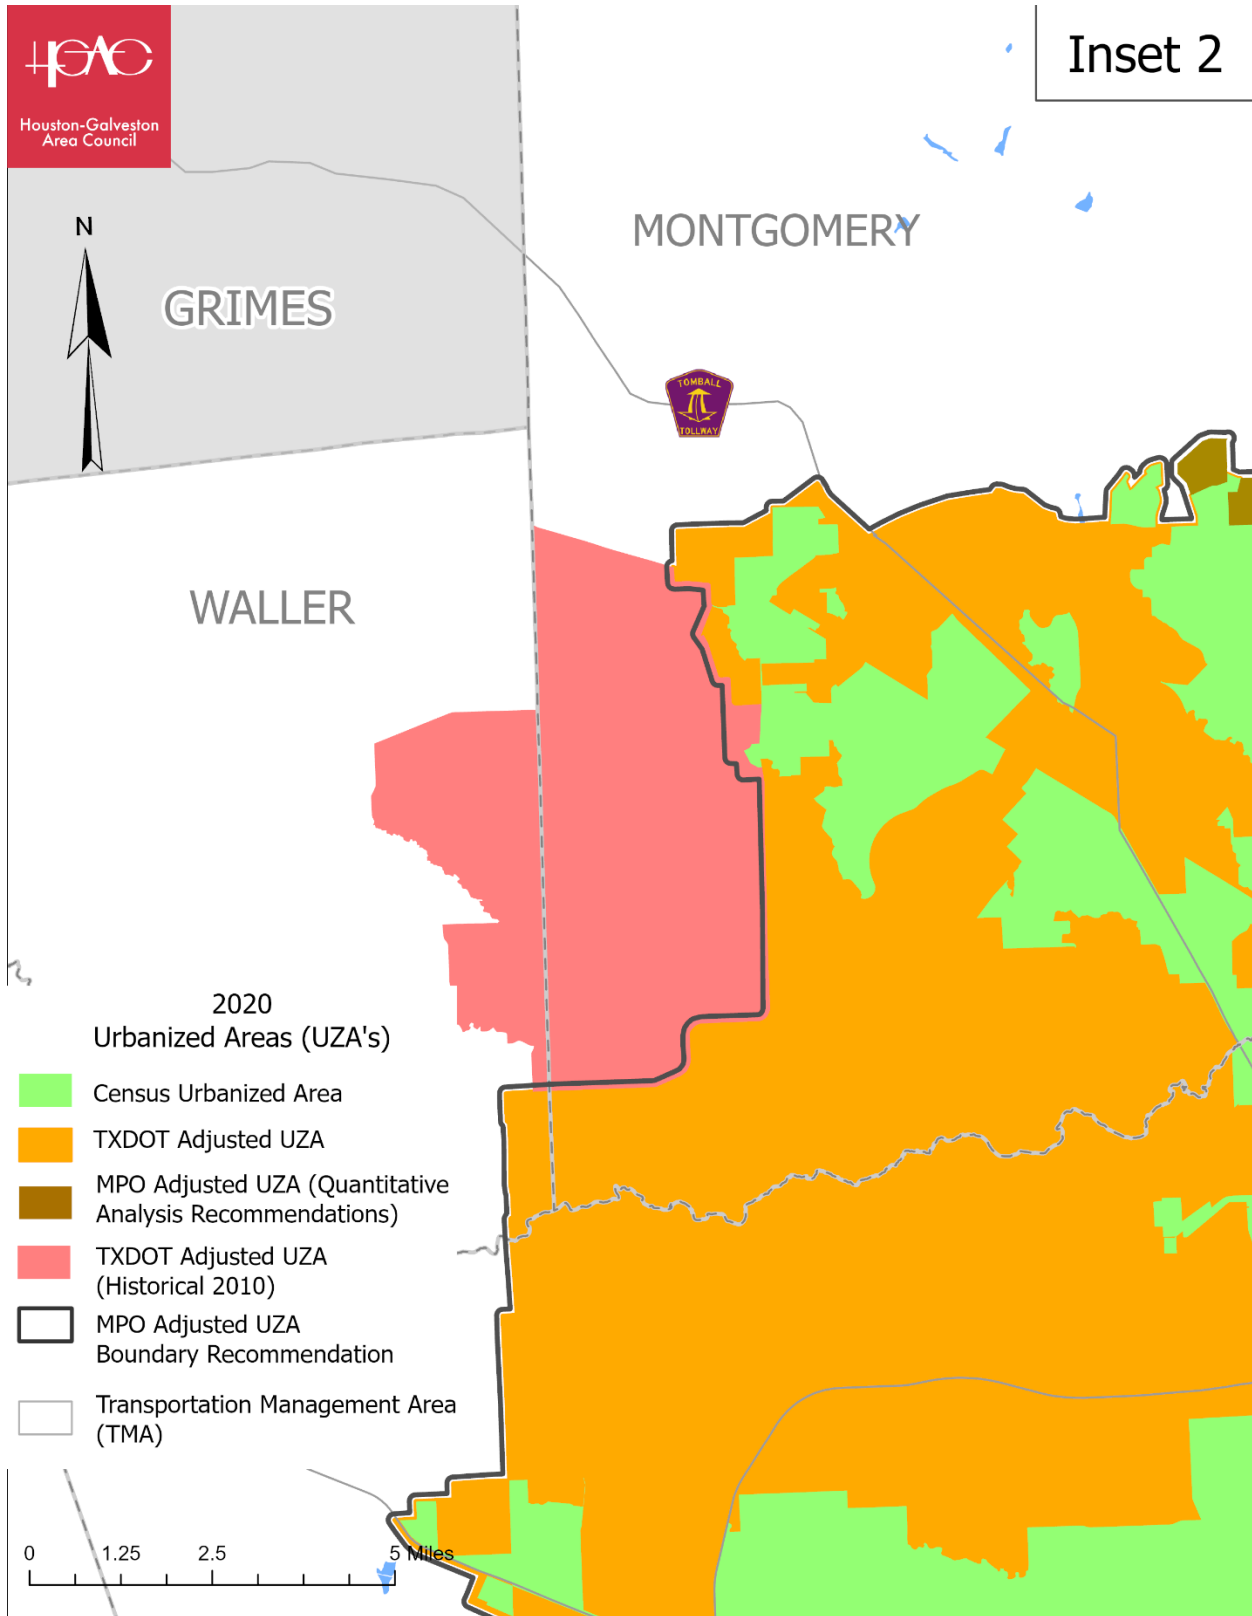 HGAC
Houston-Galveston
Area Council
Inset 2
N
MONTGOMERY
GRIMES
TOMBALL
TOLLWAY
WALLER
2020
Urbanized Areas (UZA's)
Census Urbanized Area
TXDOT Adjusted UZA
MPO Adjusted UZA (Quantitative
Analysis Recommendations)
TXDOT Adjusted UZA
(Historical 2010)
MPO Adjusted UZA
Boundary Recommendation
Transportation Management Area
(TMA)
0 1.25 2.5 5 Miles